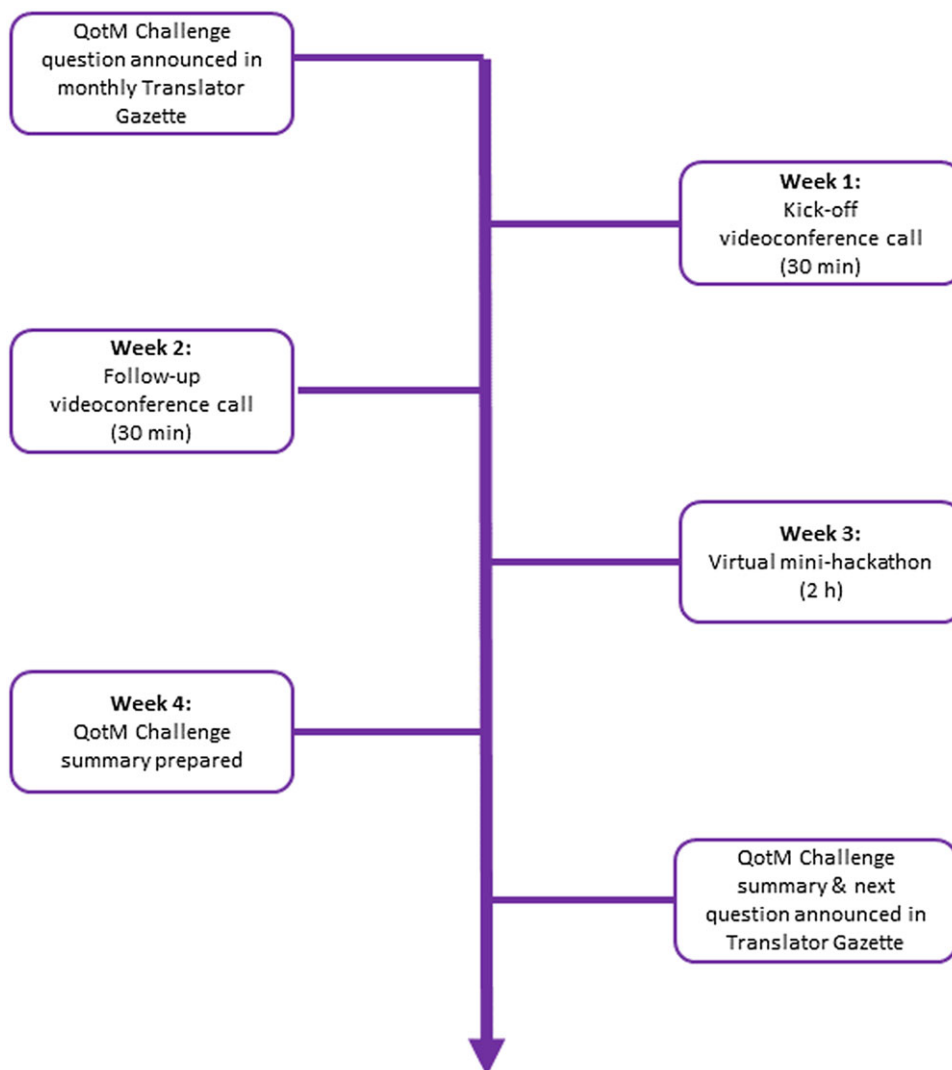 QotM Challenge
question announced in
monthly Translator
Gazette
Week 1:
Kick-off
videoconference call
(30 min)
Week 2:
Follow-up
videoconference call
(30 min)
Week 3:
Virtual mini-hackathon
(2 h)
Week 4:
QotM Challenge
summary prepared
QotM Challenge
summary & next
question announced in
Translator Gazette